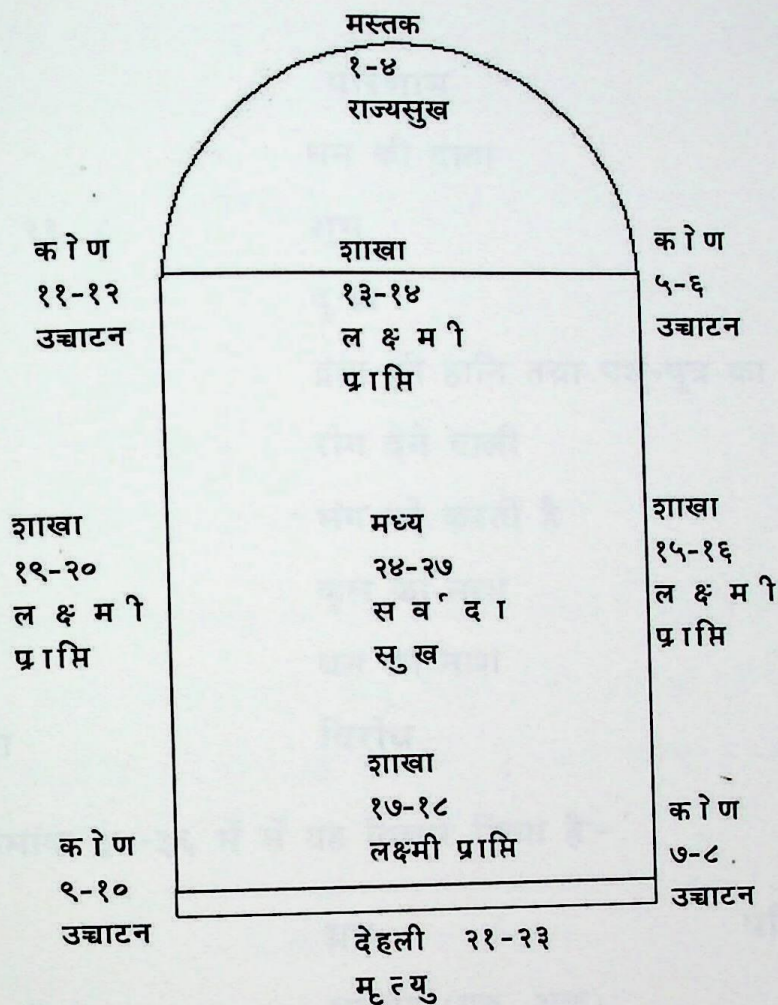 मस्तक
१-४
राज्यसुख
कोण
११-१२
उच्चाटन
शाखा
१३-१४
लक्ष्मी
प्राप्ति
कोण
५-६
उच्चाटन
शाखा
१९-२०
लक्ष्मी
प्राप्ति
मध्य
२४-२७
सर्वदा
सुख
शाखा
१५-१६
लक्ष्मी
प्राप्ति
शाखा
१७-१८
लक्ष्मी प्राप्ति
कोण
९-१०
उच्चाटन
कोण
७-८
उच्चाटन
देहली २१-२३
मृत्यु